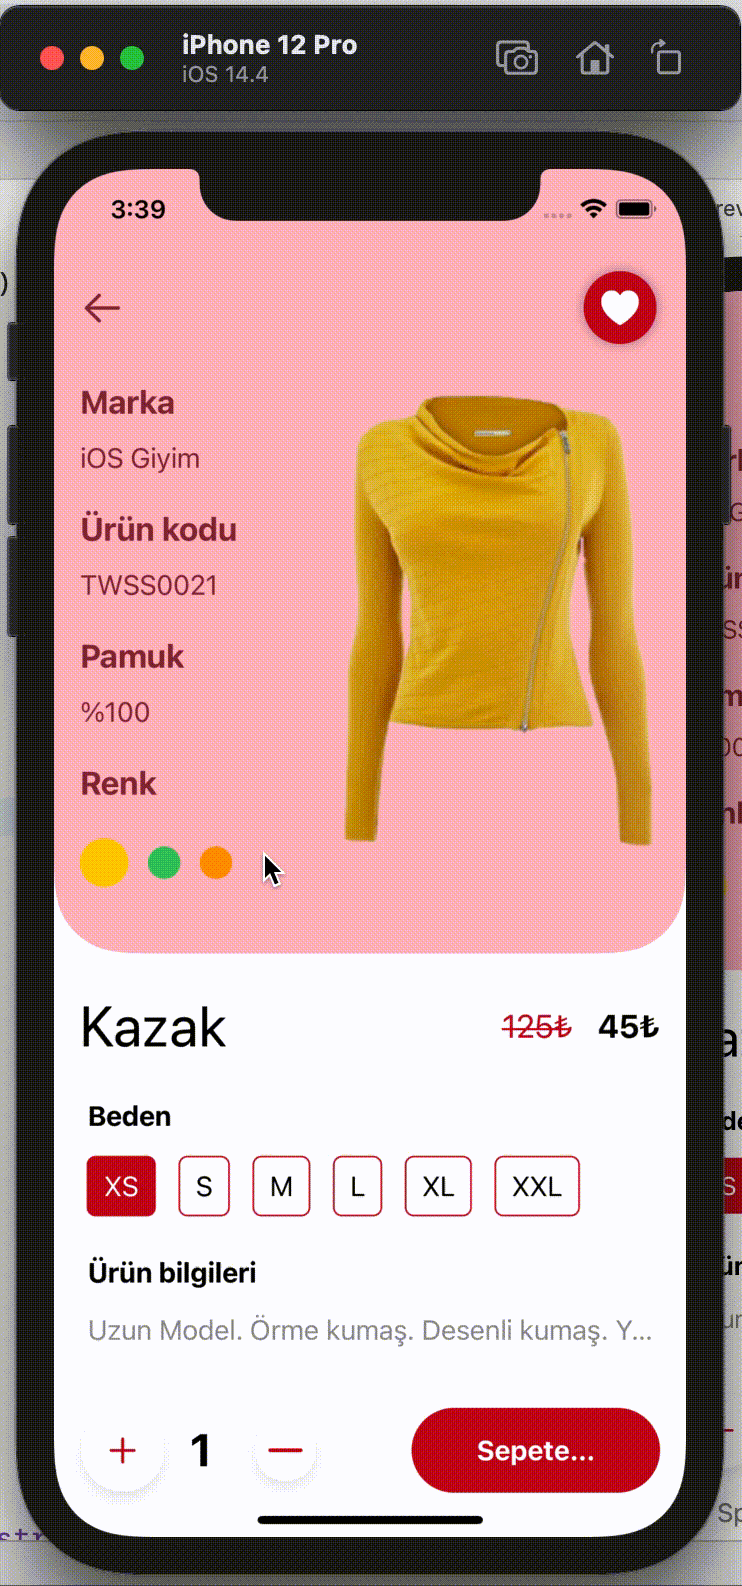 iPhone 12 Pro
iOS 14.4
3:39
Marka
iOS Giyim
Ürün kodu
TWSS0021
Pamuk
%100
Renk
Kazak 125₺ 45₺
Beden
XS S M L XL XXL
Ürün bilgileri
Uzun Model. Örme kumaş. Desenli kumaş. Y...
+ 1 − Sepete...